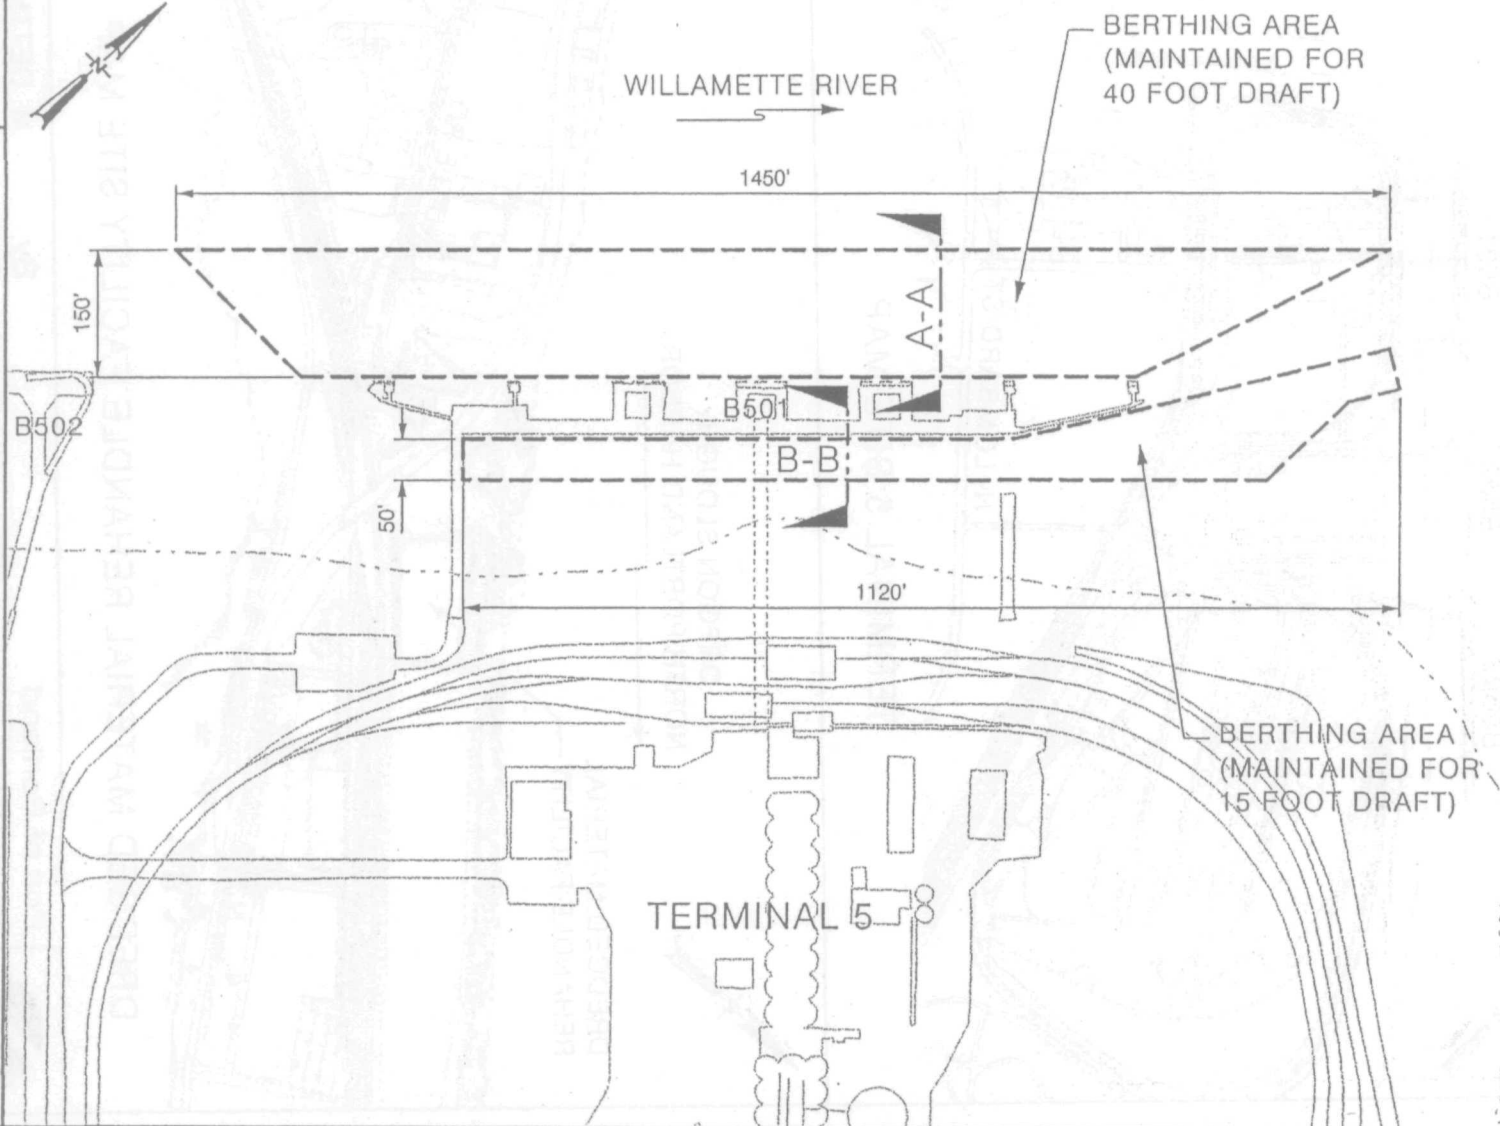 N
BERTHING AREA
(MAINTAINED FOR
40 FOOT DRAFT)
WILLAMETTE RIVER
1450'
150'
A-A
B501
B502
B-B
50'
1120'
BERTHING AREA
(MAINTAINED FOR
15 FOOT DRAFT)
TERMINAL 5